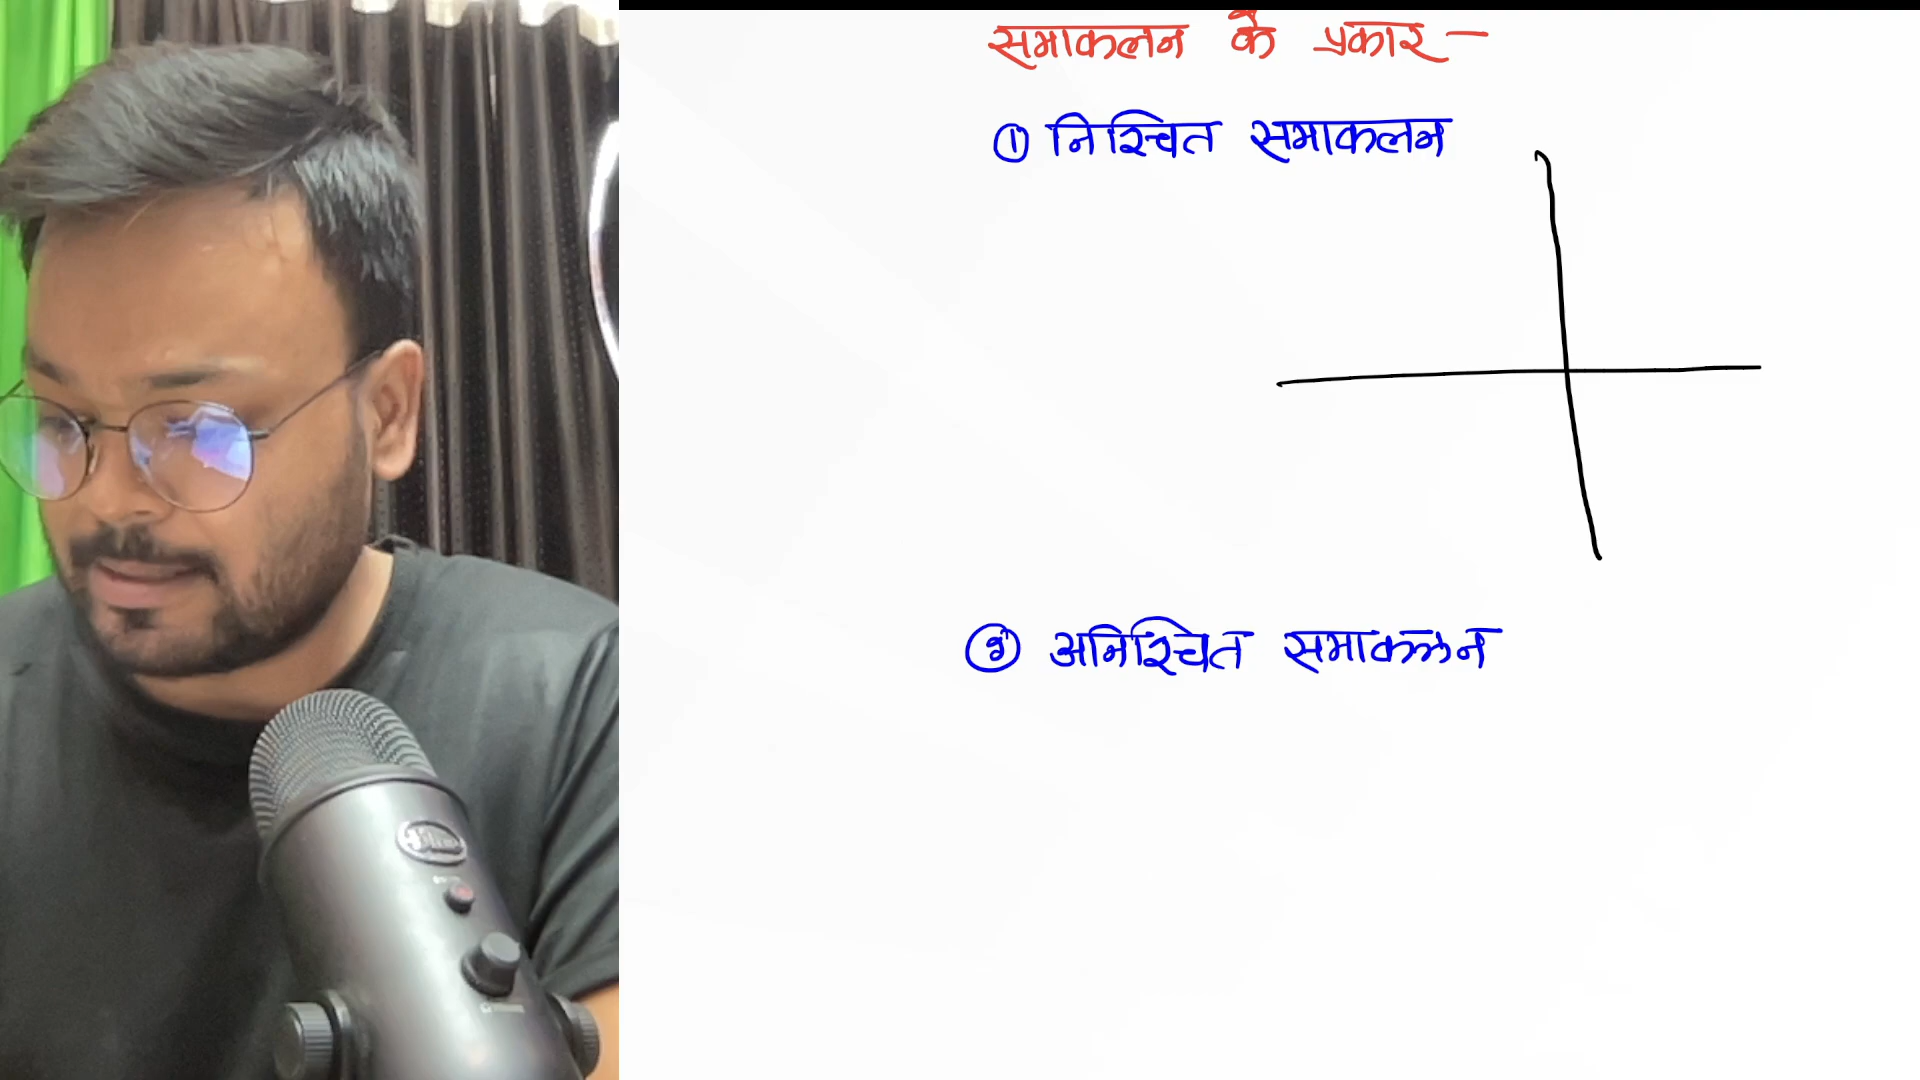 समाकलन के प्रकार -
① निश्चित समाकलन
② अनिश्चित समाकलन